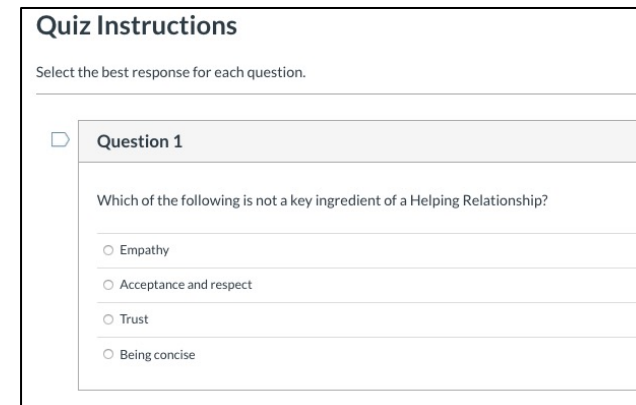 Quiz Instructions
Select the best response for each question.
Question 1
Which of the following is not a key ingredient of a Helping Relationship?
Empathy
Acceptance and respect
Trust
Being concise